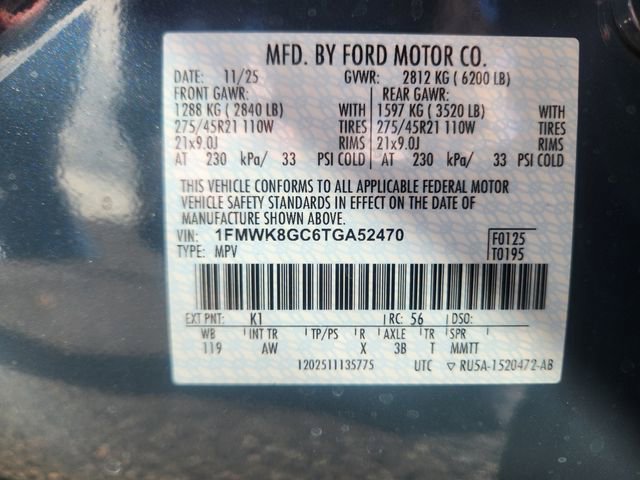 MFD. BY FORD MOTOR CO.
DATE: 11/25 GVWR: 2812 KG ( 6200 LB)
FRONT GAWR: REAR GAWR:
1288 KG ( 2840 LB) WITH 1597 KG ( 3520 LB) WITH
275/45R21 110W TIRES 275/45R21 110W TIRES
21x9.0J RIMS 21x9.0J RIMS
AT 230 kPa/ 33 PSI COLD AT 230 kPa/ 33 PSI COLD
THIS VEHICLE CONFORMS TO ALL APPLICABLE FEDERAL MOTOR
VEHICLE SAFETY STANDARDS IN EFFECT ON THE DATE OF
MANUFACTURE SHOWN ABOVE.
VIN: 1FMWK8GC6TGA52470 F0125
TYPE: MPV T0195
EXT PNT: K1 RC: 56 DSO:
WB INT TR TP/PS R AXLE TR SPR
119 AW X 3B T MMTT
1202511135775 UTC ▽ RU5A-1520472-AB